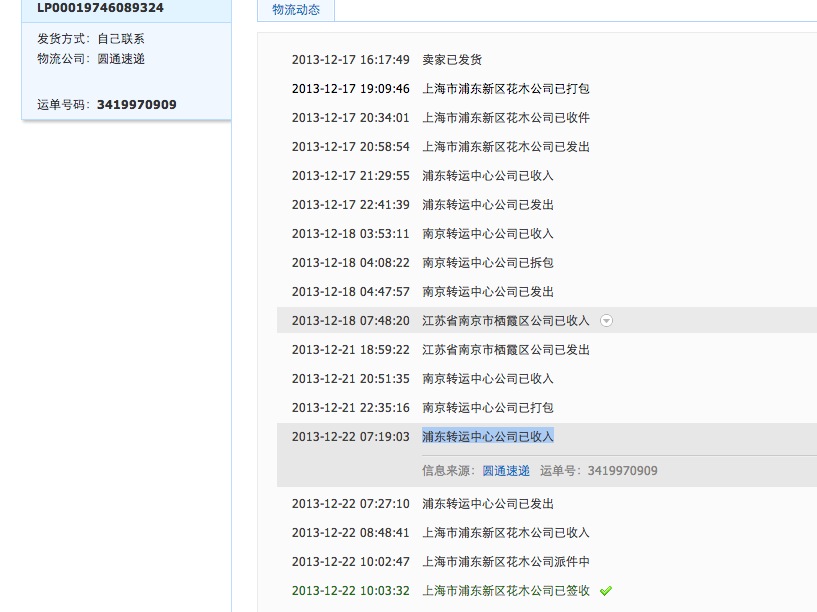 LP00019746089324
物流动态
发货方式：自己联系
物流公司：圆通速递
运单号码：3419970909
2013-12-17 16:17:49 卖家已发货
2013-12-17 19:09:46 上海市浦东新区花木公司已打包
2013-12-17 20:34:01 上海市浦东新区花木公司已收件
2013-12-17 20:58:54 上海市浦东新区花木公司已发出
2013-12-17 21:29:55 浦东转运中心公司已收入
2013-12-17 22:41:39 浦东转运中心公司已发出
2013-12-18 03:53:11 南京转运中心公司已收入
2013-12-18 04:08:22 南京转运中心公司已拆包
2013-12-18 04:47:57 南京转运中心公司已发出
2013-12-18 07:48:20 江苏省南京市栖霞区公司已收入
2013-12-21 18:59:22 江苏省南京市栖霞区公司已发出
2013-12-21 20:51:35 南京转运中心公司已收入
2013-12-21 22:35:16 南京转运中心公司已打包
2013-12-22 07:19:03 浦东转运中心公司已收入
信息来源：圆通速递 运单号：3419970909
2013-12-22 07:27:10 浦东转运中心公司已发出
2013-12-22 08:48:41 上海市浦东新区花木公司已收入
2013-12-22 10:02:47 上海市浦东新区花木公司派件中
2013-12-22 10:03:32 上海市浦东新区花木公司已签收